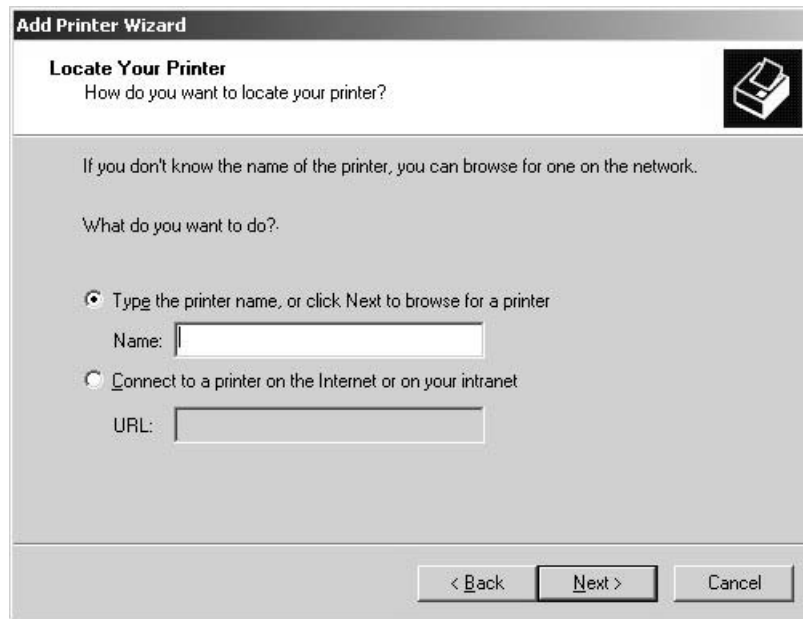 Add Printer Wizard
Locate Your Printer
How do you want to locate your printer?
If you don't know the name of the printer, you can browse for one on the network.
What do you want to do?
Type the printer name, or click Next to browse for a printer
Name:
Connect to a printer on the Internet or on your intranet
URL:
< Back Next > Cancel